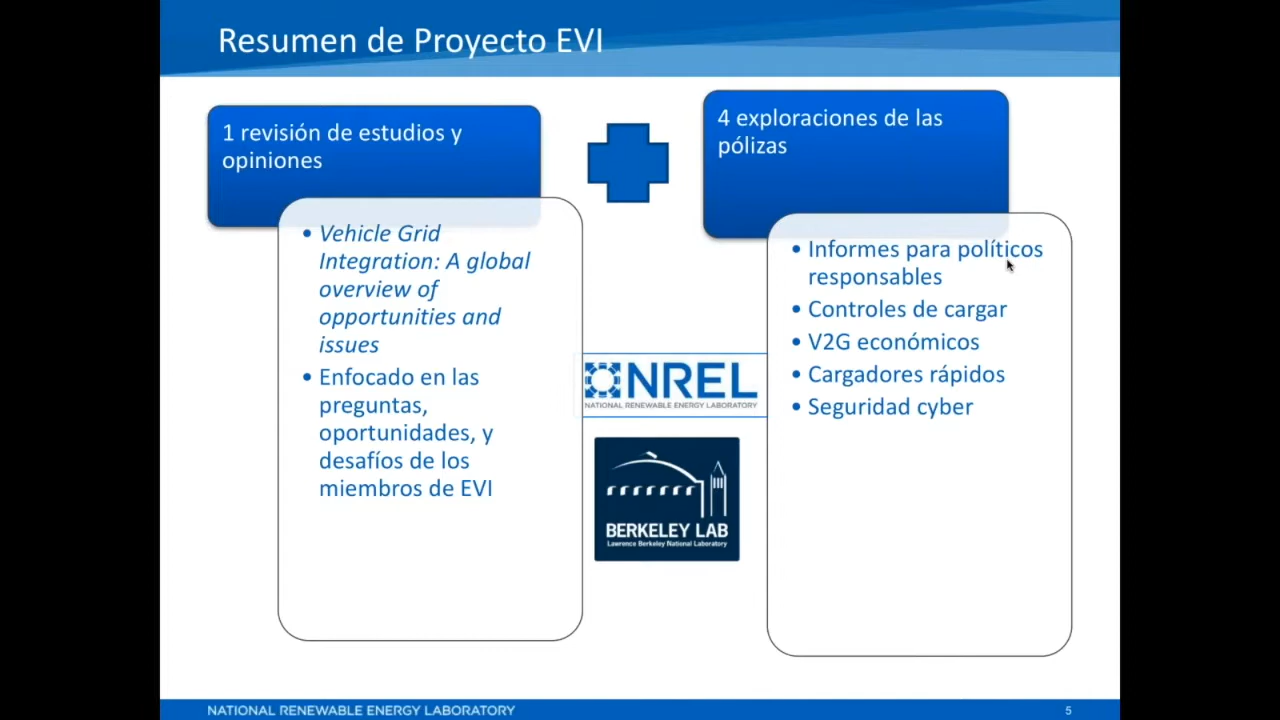 Resumen de Proyecto EVI
1 revisión de estudios y
opiniones
• Vehicle Grid
Integration: A global
overview of
opportunities and
issues
• Enfocado en las
preguntas,
oportunidades, y
desafíos de los
miembros de EVI
4 exploraciones de las
pólizas
• Informes para políticos
responsables
• Controles de cargar
• V2G económicos
• Cargadores rápidos
• Seguridad cyber
NREL
NATIONAL RENEWABLE ENERGY LABORATORY
BERKELEY LAB
Lawrence Berkeley National Laboratory
NATIONAL RENEWABLE ENERGY LABORATORY
5